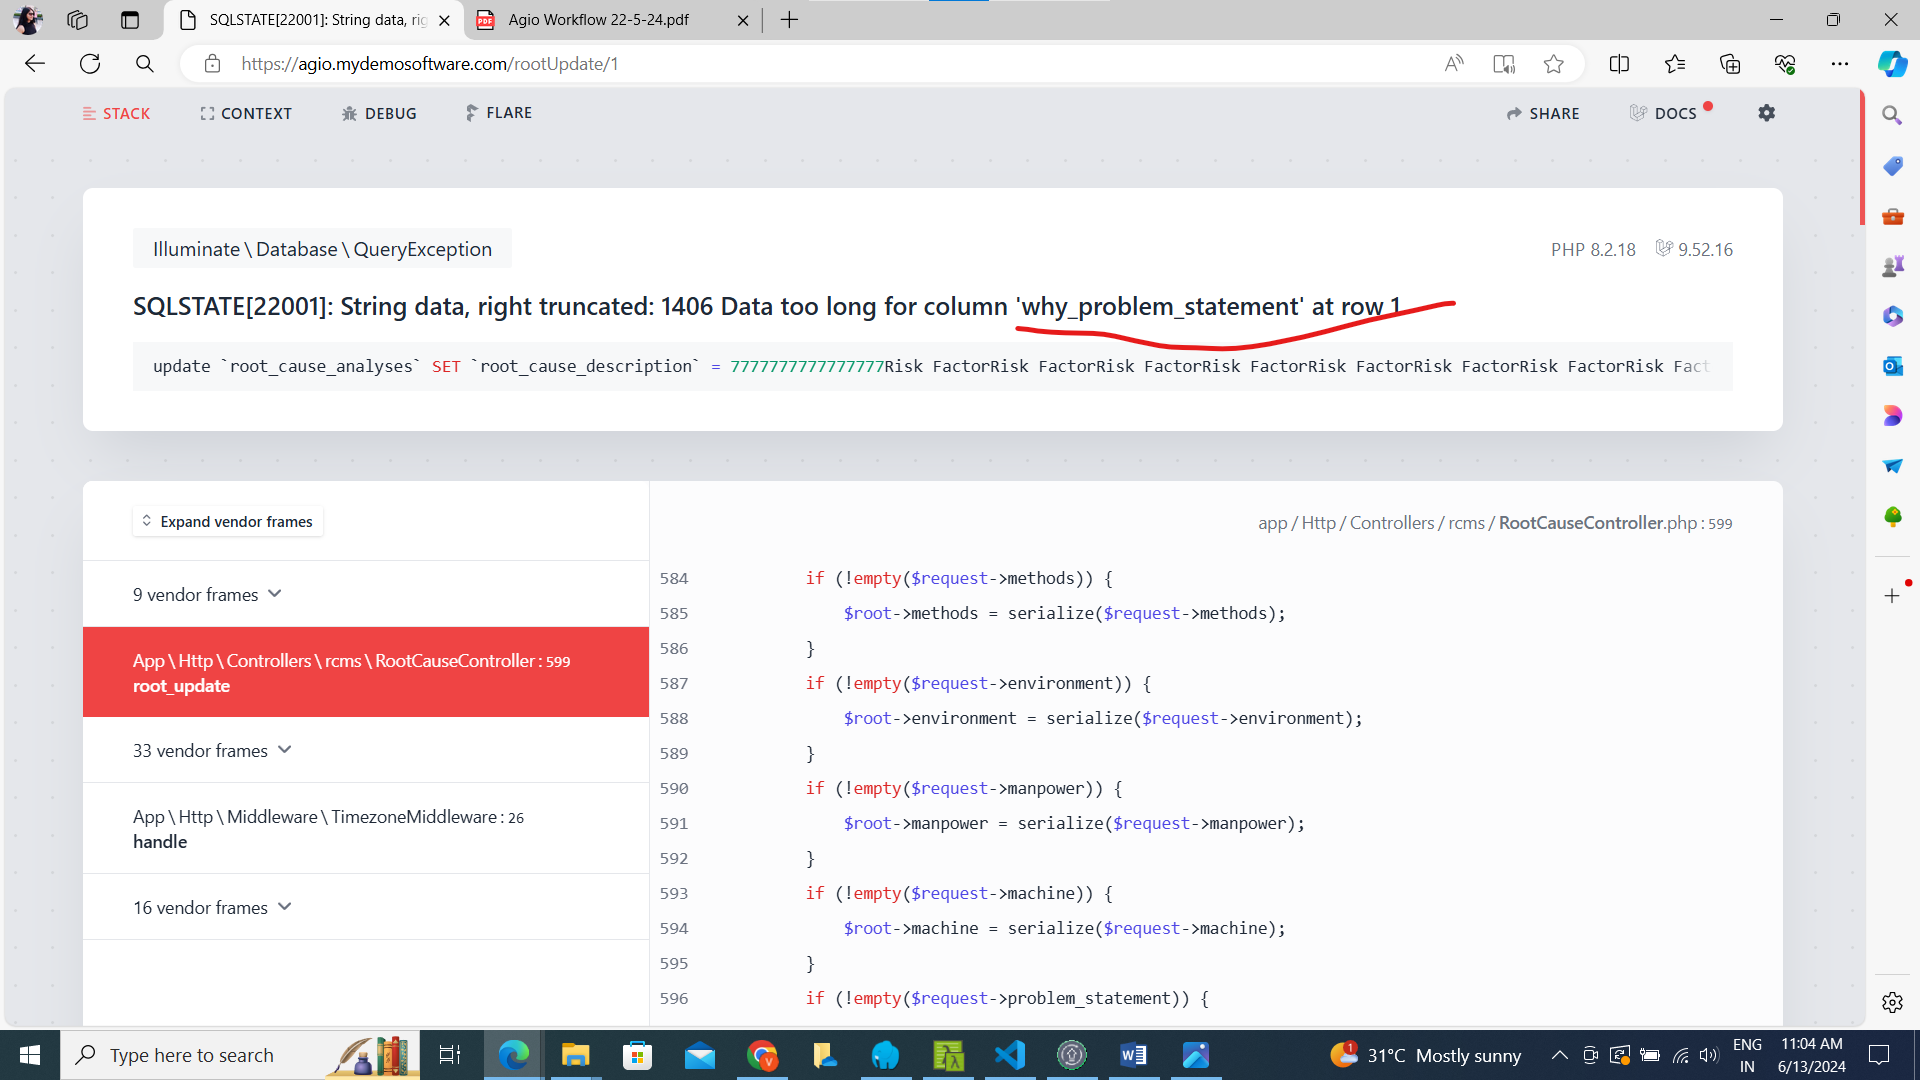 SQLSTATE[22001]: String data, rig
Agio Workflow 22-5-24.pdf
https://agio.mydemosoftware.com/rootUpdate/1
STACK
CONTEXT
DEBUG
FLARE
SHARE
DOCS
Illuminate \ Database \ QueryException
PHP 8.2.18
9.52.16
SQLSTATE[22001]: String data, right truncated: 1406 Data too long for column 'why_problem_statement' at row 1
update `root_cause_analyses` SET `root_cause_description` = 7777777777777777Risk FactorRisk FactorRisk FactorRisk FactorRisk FactorRisk FactorRisk FactorRisk Fact
Expand vendor frames
app / Http / Controllers / rcms / RootCauseController.php : 599
9 vendor frames
App \ Http \ Controllers \ rcms \ RootCauseController : 599
root_update
33 vendor frames
App \ Http \ Middleware \ TimezoneMiddleware : 26
handle
16 vendor frames
584 if (!empty($request->methods)) {
585 $root->methods = serialize($request->methods);
586 }
587 if (!empty($request->environment)) {
588 $root->environment = serialize($request->environment);
589 }
590 if (!empty($request->manpower)) {
591 $root->manpower = serialize($request->manpower);
592 }
593 if (!empty($request->machine)) {
594 $root->machine = serialize($request->machine);
595 }
596 if (!empty($request->problem_statement)) {
Type here to search
31°C Mostly sunny
ENG
IN
11:04 AM
6/13/2024